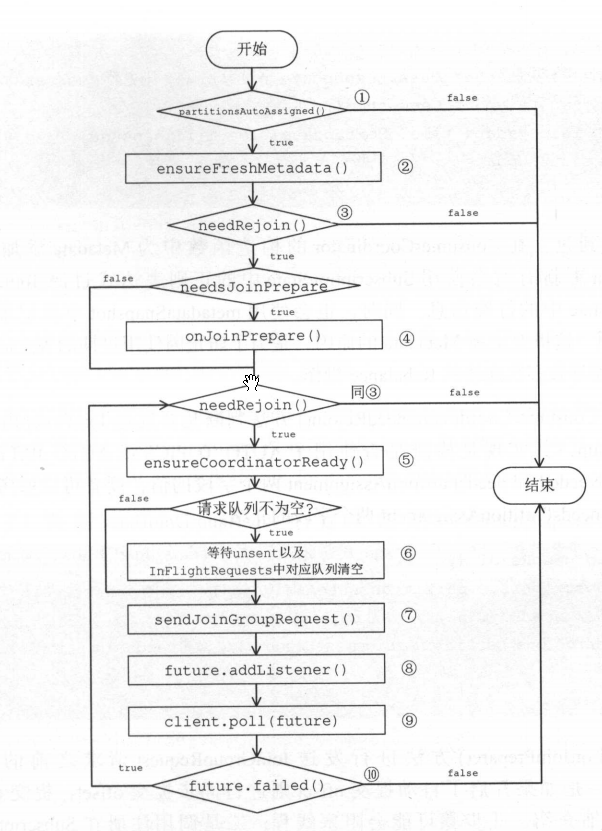 开始
partitionsAutoAssigned()
①
false
true
ensureFreshMetadata()
②
needRejoin()
③
false
true
false
needsJoinPrepare
true
onJoinPrepare()
④
needRejoin()
同③
false
true
ensureCoordinatorReady()
⑤
结束
false
请求队列不为空?
true
等待unsent以及
InFlightRequests中对应队列清空
⑥
sendJoinGroupRequest()
⑦
future.addListener()
⑧
client.poll(future)
⑨
true
future.failed()
⑩
false